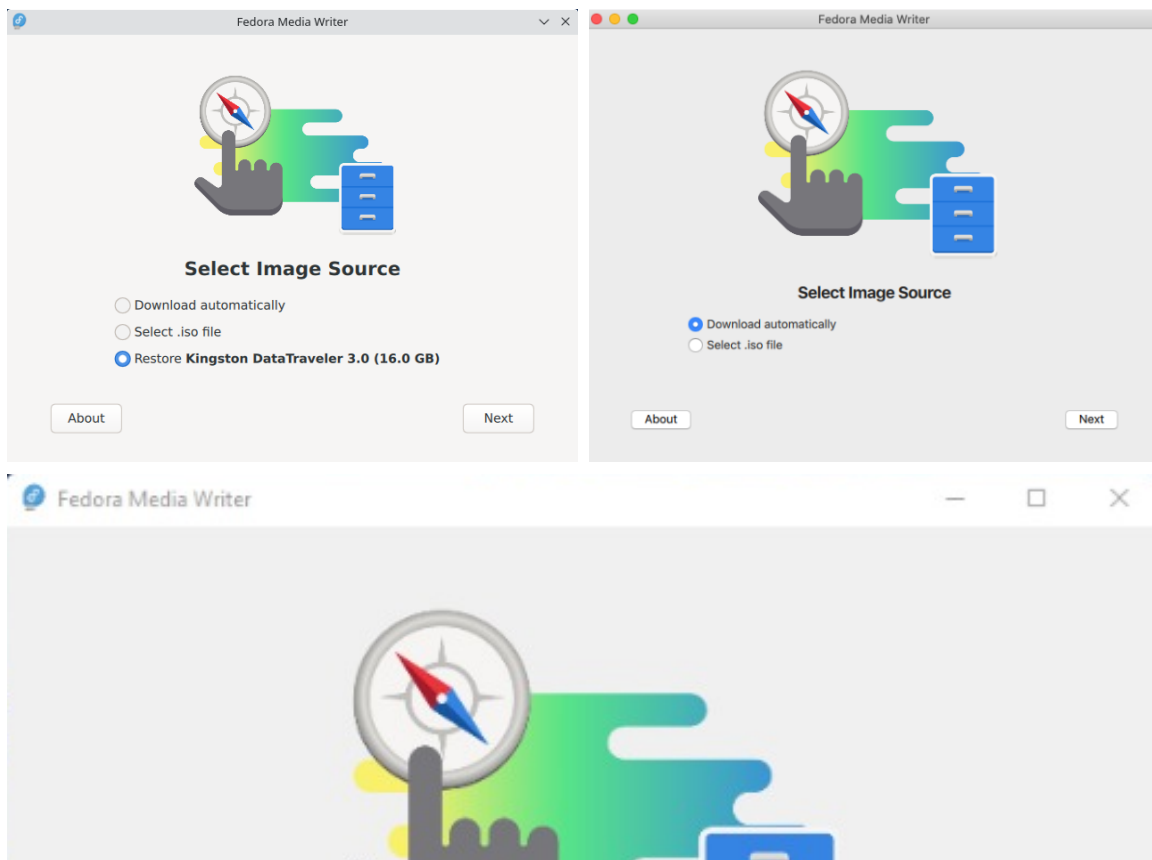 Fedora Media Writer
Select Image Source
Download automatically
Select .iso file
Restore Kingston DataTraveler 3.0 (16.0 GB)
About
Next
Fedora Media Writer
Select Image Source
Download automatically
Select .iso file
About
Next
Fedora Media Writer